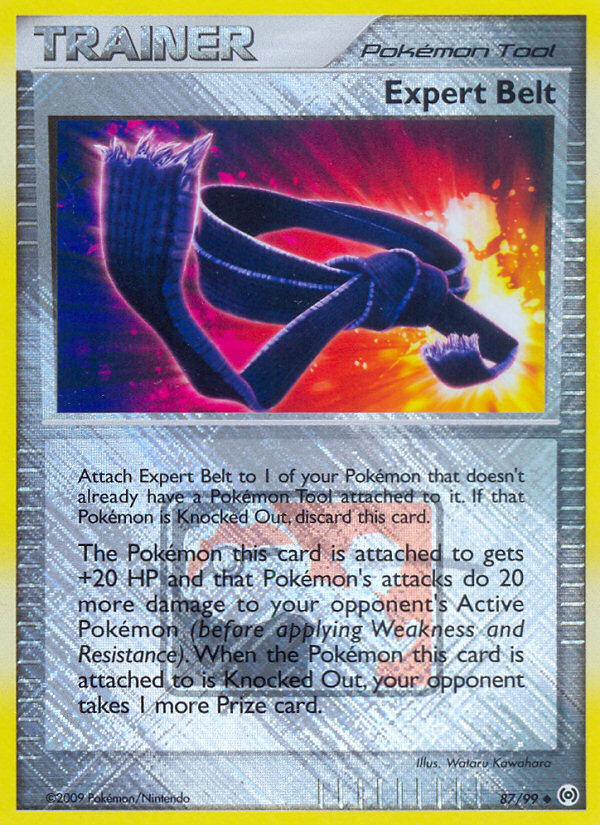 TRAINER
Pokémon Tool
Expert Belt
Attach Expert Belt to 1 of your Pokémon that doesn't
already have a Pokémon Tool attached to it. If that
Pokémon is Knocked Out, discard this card.
The Pokémon this card is attached to gets
+20 HP and that Pokémon's attacks do 20
more damage to your opponent's Active
Pokémon (before applying Weakness and
Resistance). When the Pokémon this card is
attached to is Knocked Out, your opponent
takes 1 more Prize card.
Illus. Wataru Kawahara
©2009 Pokémon/Nintendo
87/99